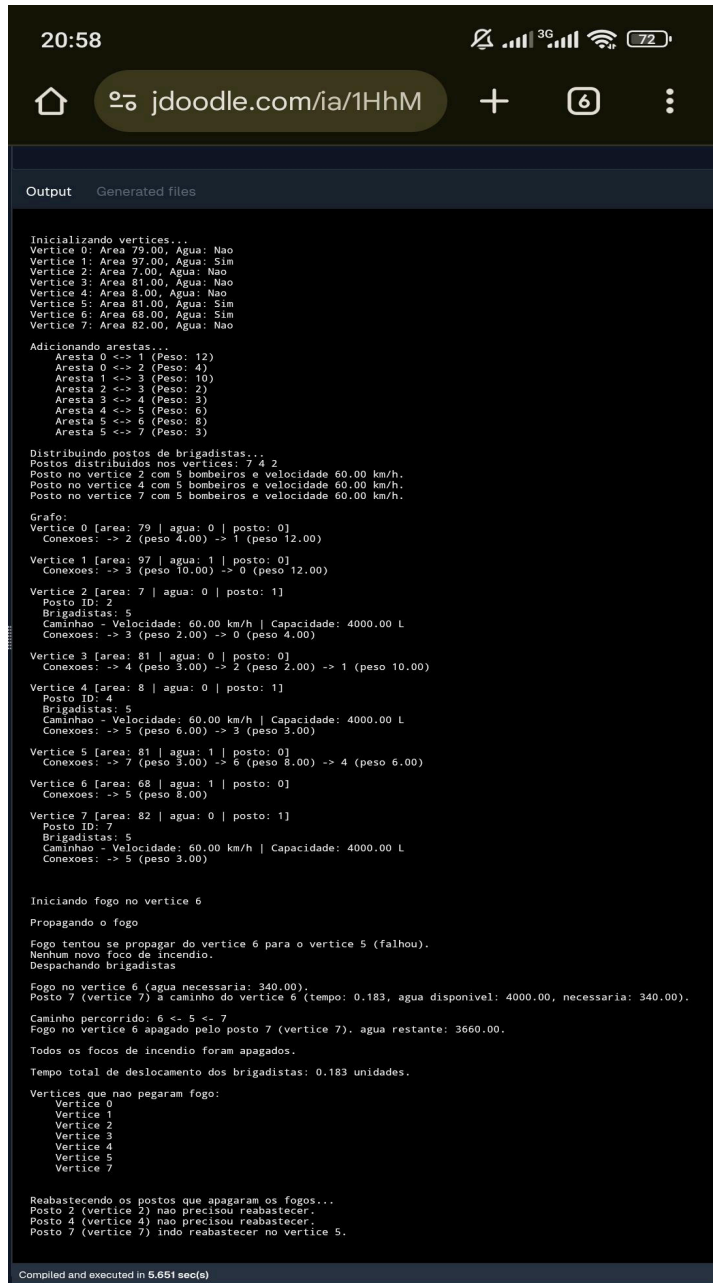 20:58
3G
72
jdoodle.com/ia/1HhM
6
Output Generated files
Inicializando vertices...
Vertice 0: Area 79.00, Agua: Nao
Vertice 1: Area 97.00, Agua: Sim
Vertice 2: Area 7.00, Agua: Nao
Vertice 3: Area 81.00, Agua: Nao
Vertice 4: Area 8.00, Agua: Nao
Vertice 5: Area 81.00, Agua: Sim
Vertice 6: Area 68.00, Agua: Sim
Vertice 7: Area 82.00, Agua: Nao
Adicionando arestas...
Aresta 0 <-> 1 (Peso: 12)
Aresta 0 <-> 2 (Peso: 4)
Aresta 1 <-> 3 (Peso: 10)
Aresta 2 <-> 3 (Peso: 2)
Aresta 3 <-> 4 (Peso: 3)
Aresta 4 <-> 5 (Peso: 6)
Aresta 5 <-> 6 (Peso: 8)
Aresta 5 <-> 7 (Peso: 3)
Distribuindo postos de brigadistas...
Postos distribuidos nos vertices: 7 4 2
Posto no vertice 2 com 5 bombeiros e velocidade 60.00 km/h.
Posto no vertice 4 com 5 bombeiros e velocidade 60.00 km/h.
Posto no vertice 7 com 5 bombeiros e velocidade 60.00 km/h.
Grafo:
Vertice 0 [area: 79 | agua: 0 | posto: 0]
Conexoes: -> 2 (peso 4.00) -> 1 (peso 12.00)
Vertice 1 [area: 97 | agua: 1 | posto: 0]
Conexoes: -> 3 (peso 10.00) -> 0 (peso 12.00)
Vertice 2 [area: 7 | agua: 0 | posto: 1]
Posto ID: 2
Brigadistas: 5
Caminhao - Velocidade: 60.00 km/h | Capacidade: 4000.00 L
Conexoes: -> 3 (peso 2.00) -> 0 (peso 4.00)
Vertice 3 [area: 81 | agua: 0 | posto: 0]
Conexoes: -> 4 (peso 3.00) -> 2 (peso 2.00) -> 1 (peso 10.00)
Vertice 4 [area: 8 | agua: 0 | posto: 1]
Posto ID: 4
Brigadistas: 5
Caminhao - Velocidade: 60.00 km/h | Capacidade: 4000.00 L
Conexoes: -> 5 (peso 6.00) -> 3 (peso 3.00)
Vertice 5 [area: 81 | agua: 1 | posto: 0]
Conexoes: -> 7 (peso 3.00) -> 6 (peso 8.00) -> 4 (peso 6.00)
Vertice 6 [area: 68 | agua: 1 | posto: 0]
Conexoes: -> 5 (peso 8.00)
Vertice 7 [area: 82 | agua: 0 | posto: 1]
Posto ID: 7
Brigadistas: 5
Caminhao - Velocidade: 60.00 km/h | Capacidade: 4000.00 L
Conexoes: -> 5 (peso 3.00)
Iniciando fogo no vertice 6
Propagando o fogo
Fogo tentou se propagar do vertice 6 para o vertice 5 (falhou).
Nenhum novo foco de incendio.
Despachando brigadistas
Fogo no vertice 6 (agua necessaria: 340.00).
Posto 7 (vertice 7) a caminho do vertice 6 (tempo: 0.183, agua disponivel: 4000.00, necessaria: 340.00).
Caminho percorrido: 6 <- 5 <- 7
Fogo no vertice 6 apagado pelo posto 7 (vertice 7). agua restante: 3660.00.
Todos os focos de incendio foram apagados.
Tempo total de deslocamento dos brigadistas: 0.183 unidades.
Vertices que nao pegaram fogo:
Vertice 0
Vertice 1
Vertice 2
Vertice 3
Vertice 4
Vertice 5
Vertice 7
Reabastecendo os postos que apagaram os fogos...
Posto 2 (vertice 2) nao precisou reabastecer.
Posto 4 (vertice 4) nao precisou reabastecer.
Posto 7 (vertice 7) indo reabastecer no vertice 5.
Compiled and executed in 5.651 sec(s)